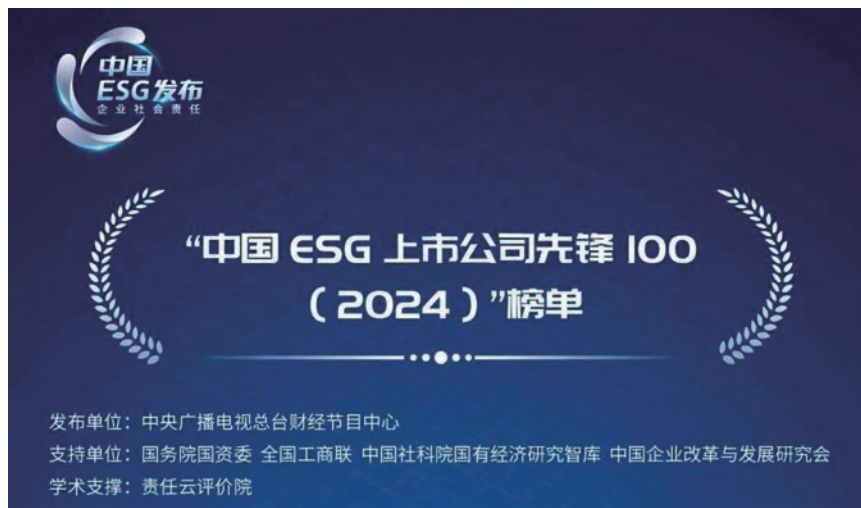 中国
ESG发布
企业社会责任
“中国 ESG 上市公司先锋 100
（2024）”榜单
发布单位：中央广播电视总台财经节目中心
支持单位：国务院国资委 全国工商联 中国社科院国有经济研究智库 中国企业改革与发展研究会
学术支撑：责任云评价院